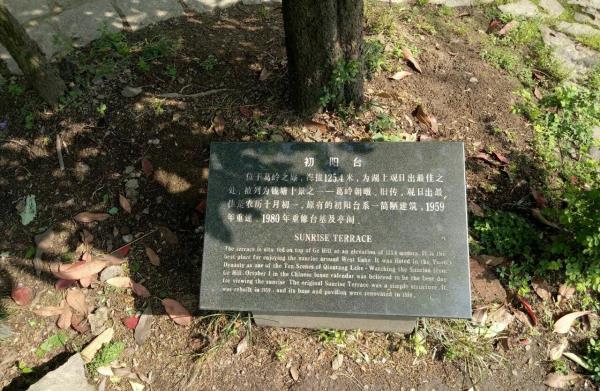 初阳台
位于葛岭之巅，海拔125.4米，为湖上观日出最佳之
处，故列为钱塘十景之一——葛岭朝暾，旧传，观日出最
佳是农历十月初一，原有的初阳台系一简陋建筑，1959
年重建，1980年重修台基及亭阁。
SUNRISE TERRACE
The terrace is situated on top of Ge Hill at an elevation of 125.4 meters. It is the
best place for enjoying the sunrise around West Lake. It was listed in the Yuan
Dynasty as one of the Ten Scenes of Qiantang Lake - Watching the Sunrise from
Ge Hill. October 1 in the Chinese lunar calendar was believed to be the best day
for viewing the sunrise. The original Sunrise Terrace was a simple structure. It
was rebuilt in 1959, and its base and pavilion were renovated in 1980.